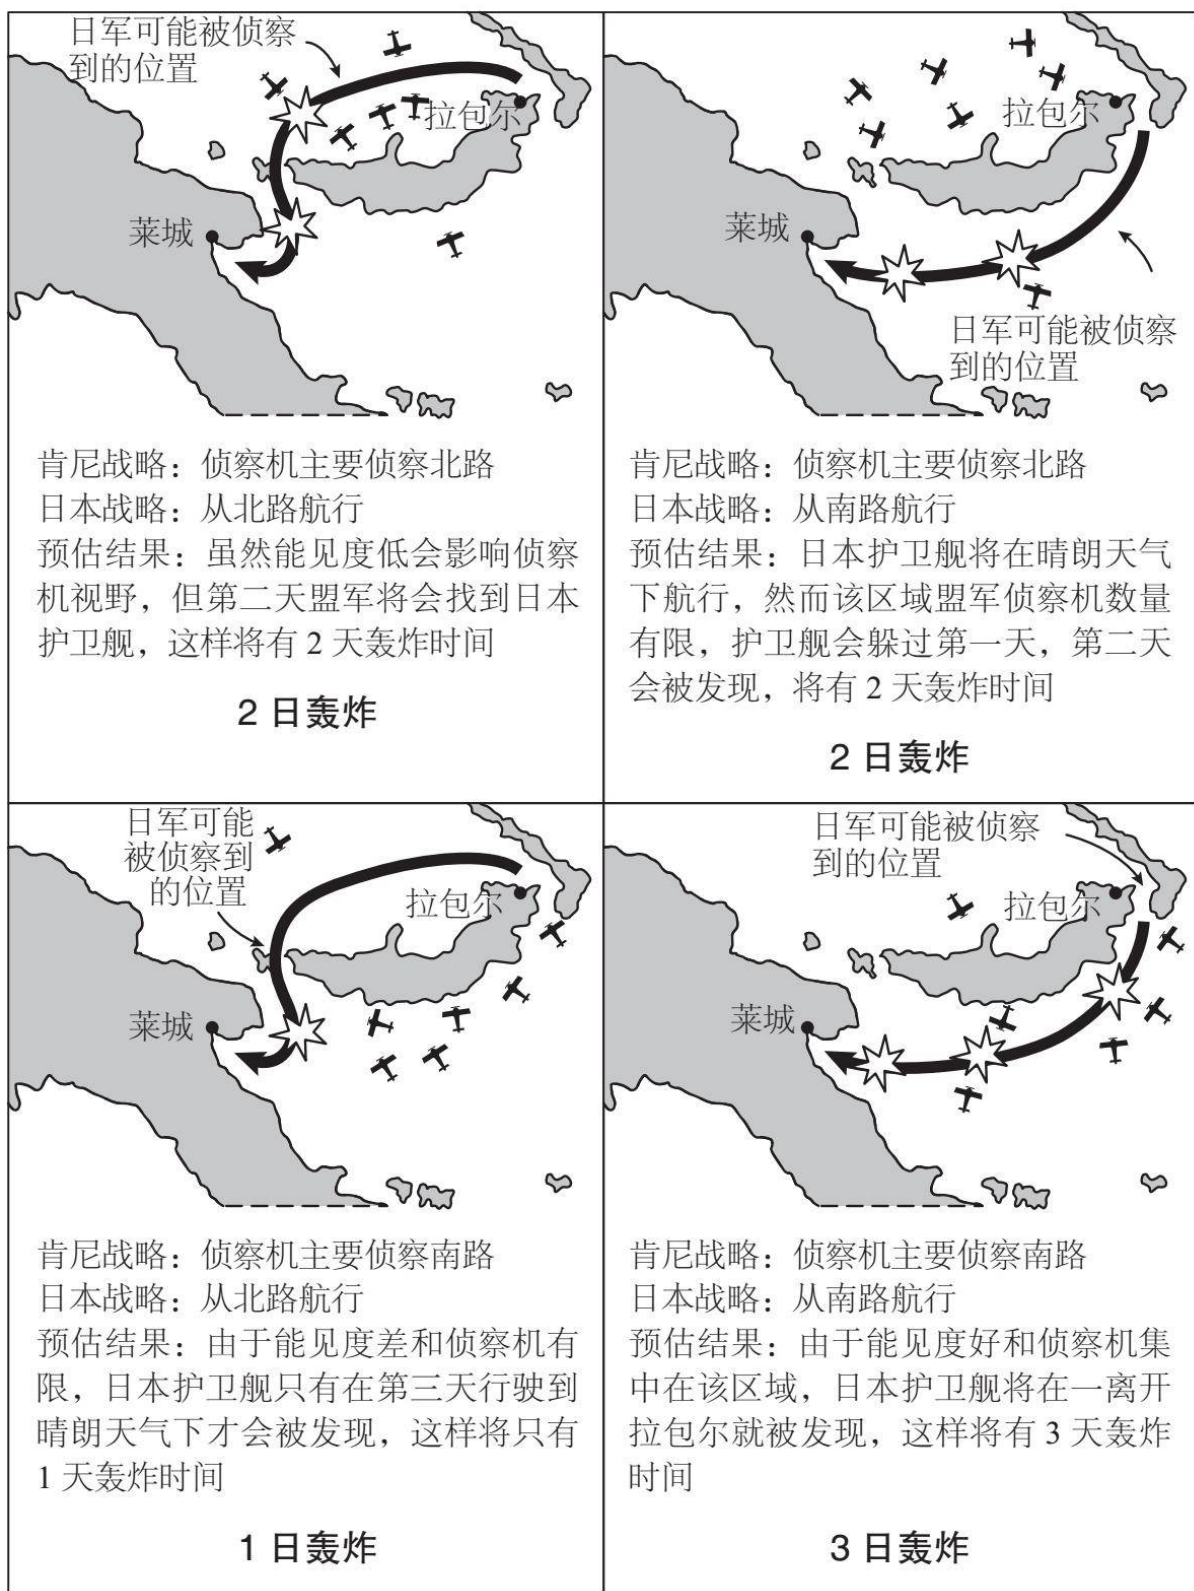 日军可能被侦察
到的位置
拉包尔
莱城
肯尼战略：侦察机主要侦察北路
日本战略：从北路航行
预估结果：虽然能见度低会影响侦察
机视野，但第二天盟军将会找到日本
护卫舰，这样将有 2 天轰炸时间
2 日轰炸
拉包尔
莱城
日军可能被侦察
到的位置
肯尼战略：侦察机主要侦察北路
日本战略：从南路航行
预估结果：日本护卫舰将在晴朗天气
下航行，然而该区域盟军侦察机数量
有限，护卫舰会躲过第一天，第二天
会被发现，将有 2 天轰炸时间
2 日轰炸
日军可能
被侦察到
的位置
拉包尔
莱城
肯尼战略：侦察机主要侦察南路
日本战略：从北路航行
预估结果：由于能见度差和侦察机有
限，日本护卫舰只有在第三天行驶到
晴朗天气下才会被发现，这样将只有
1 天轰炸时间
1 日轰炸
日军可能被侦察
到的位置
拉包尔
莱城
肯尼战略：侦察机主要侦察南路
日本战略：从南路航行
预估结果：由于能见度好和侦察机集
中在该区域，日本护卫舰将在一离开
拉包尔就被发现，这样将有 3 天轰炸
时间
3 日轰炸